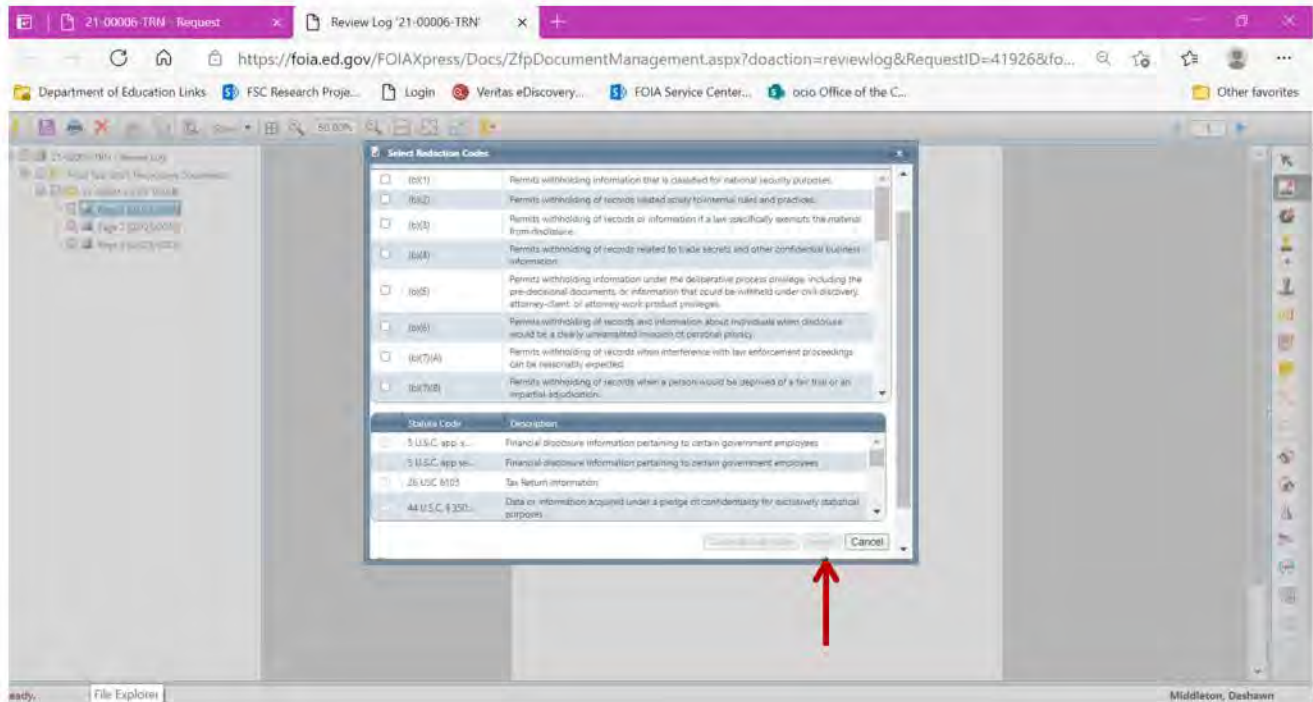 21-00006-TRN - Request
Review Log '21-00006-TRN'
https://foia.ed.gov/FOIAXpress/Docs/ZfpDocumentManagement.aspx?doaction=reviewlog&RequestID=41926&fo...
Department of Education Links FSC Research Proje... Login Veritas eDiscovery... FOIA Service Center... ocio Office of the C... Other favorites
50.00% 1
21-00006-TRN - Review Log
Select Redaction Codes
(b)(1) Permits withholding information that is classified for national security purposes.
(b)(2) Permits withholding of records related solely to internal rules and practices.
(b)(3) Permits withholding of records or information if a law specifically exempts the material
from disclosure.
(b)(4) Permits withholding of records related to trade secrets and other confidential business
information.
(b)(5) Permits withholding information under the deliberative process privilege, including the
pre-decisional documents, or information that could be withheld under civil discovery,
attorney-client, or attorney-work product privileges.
(b)(6) Permits withholding of records and information about individuals when disclosure
would be a clearly unwarranted invasion of personal privacy.
(b)(7)(A) Permits withholding of records when interference with law enforcement proceedings
can be reasonably expected.
(b)(7)(B) Permits withholding of records when a person would be deprived of a fair trial or an
impartial adjudication.
Statute Code Description
5 U.S.C. app. s... Financial disclosure information pertaining to certain government employees
5 U.S.C. app se... Financial disclosure information pertaining to certain government employees
26 USC 6103 Tax Return information
44 U.S.C. § 350... Data or information acquired under a pledge of confidentiality for exclusively statistical
purposes
Cancel
eady. File Explorer Middleton, Deshawn